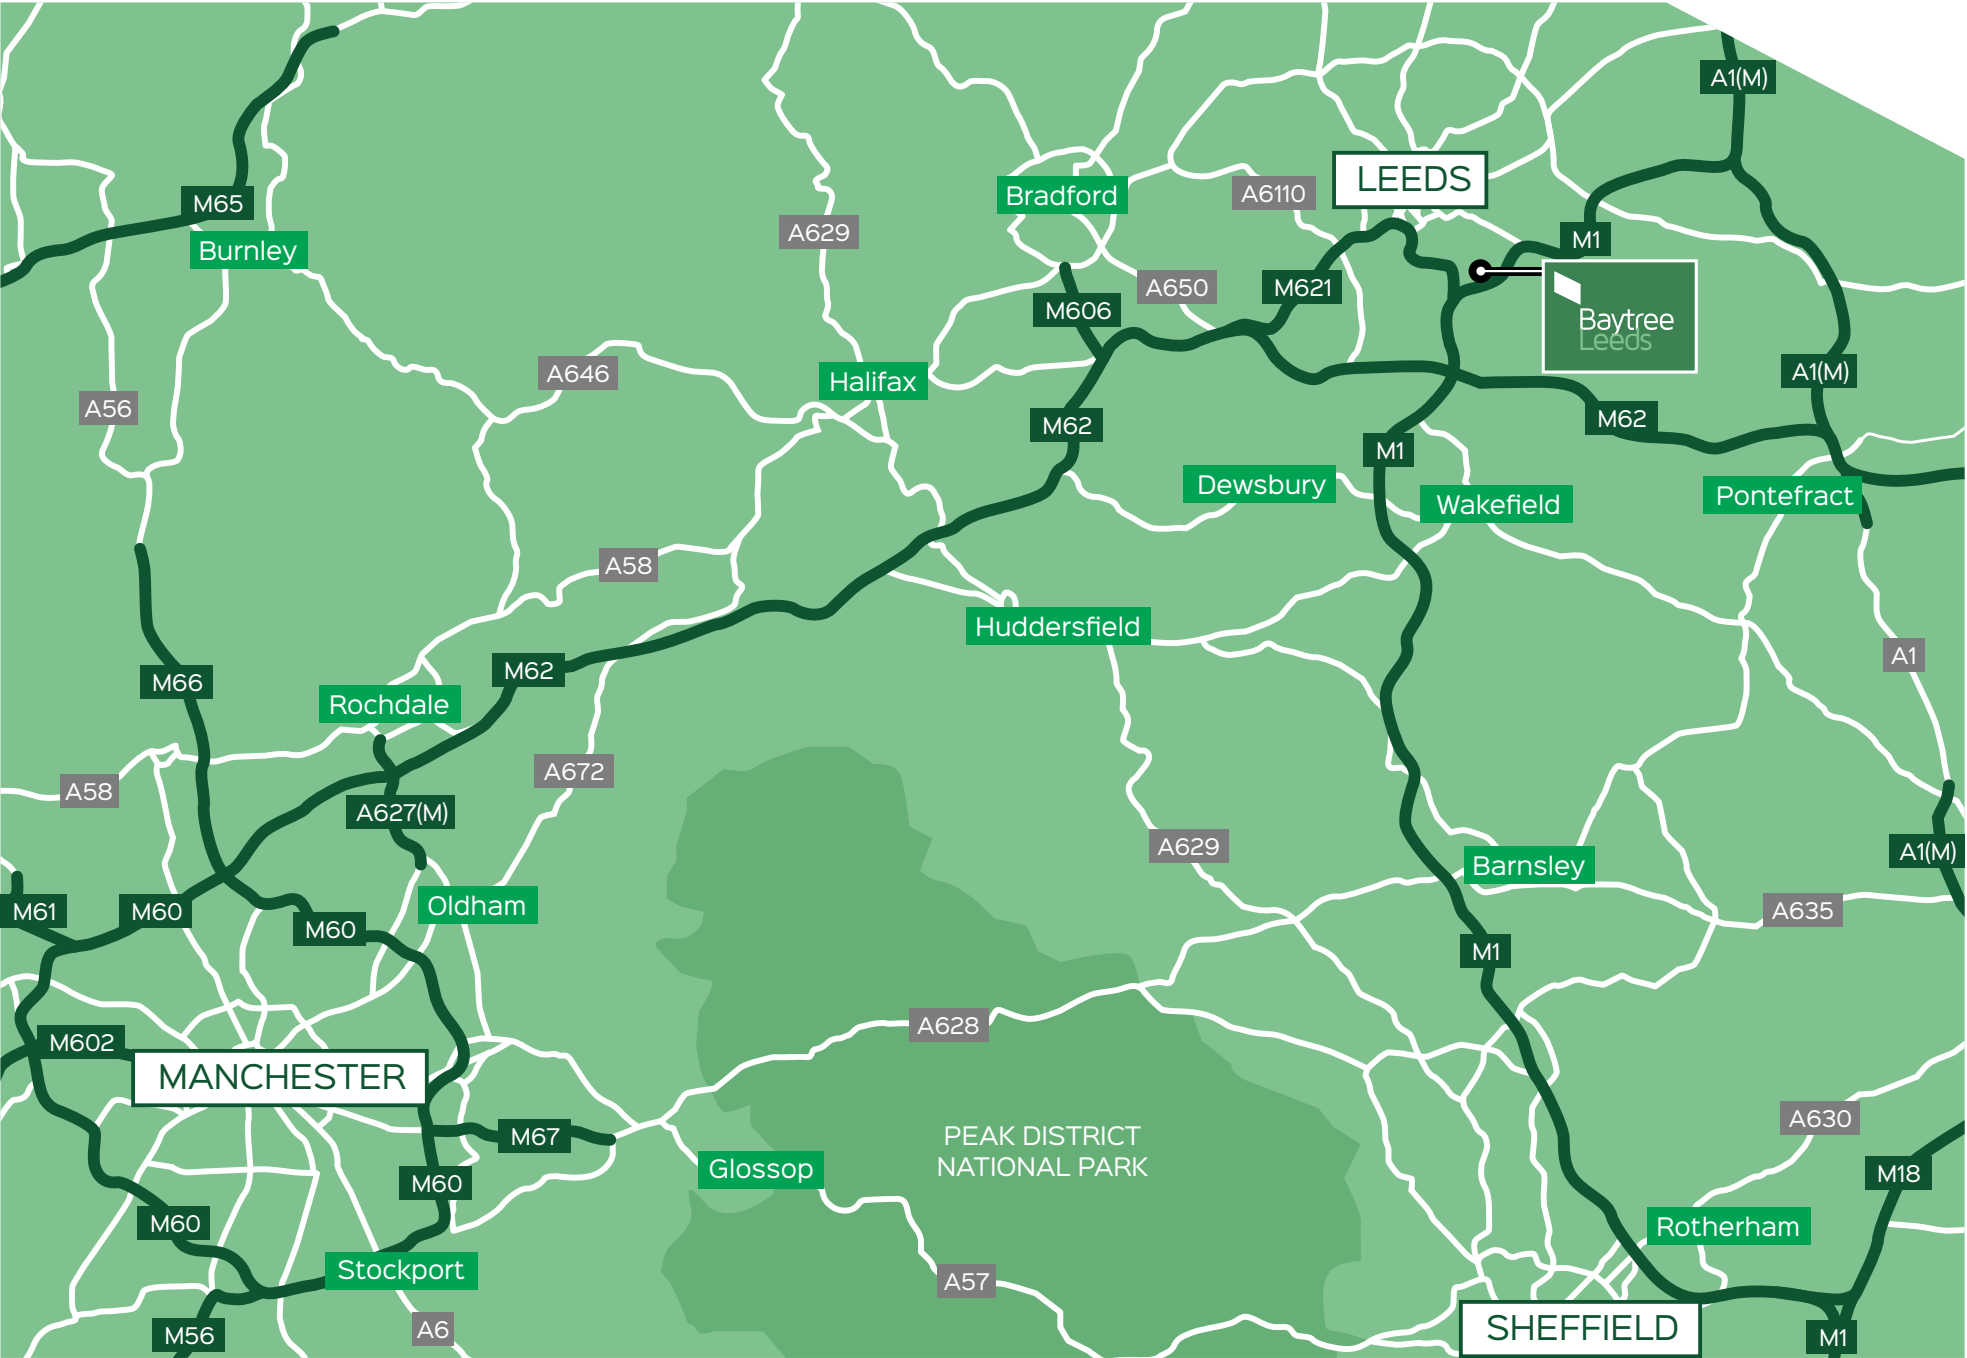 A1(M)
LEEDS
M65
Bradford
A6110
A629
M1
Burnley
A650
M621
M606
Baytree
Leeds
A646
Halifax
A1(M)
A56
M62
M62
M1
Dewsbury
Wakefield
Pontefract
A58
Huddersfield
A1
M62
M66
Rochdale
A672
A58
A627(M)
A629
A1(M)
Barnsley
Oldham
M61
M60
A635
M60
M1
A628
M602
MANCHESTER
A630
PEAK DISTRICT
NATIONAL PARK
M67
Glossop
M18
M60
M60
Rotherham
Stockport
A57
SHEFFIELD
M56
A6
M1